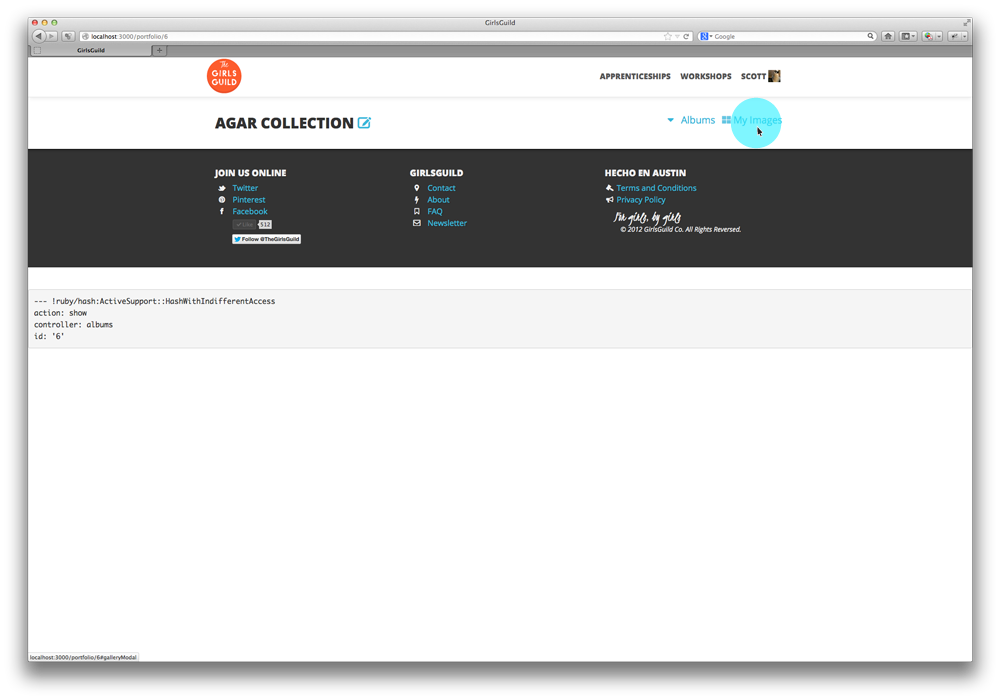 GirlsGuild
localhost:3000/portfolio/6
Google
GirlsGuild
The
GIRLS
GUILD
APPRENTICESHIPS WORKSHOPS SCOTT
AGAR COLLECTION
Albums My Images
JOIN US ONLINE
Twitter
Pinterest
Facebook
512
Follow @TheGirlsGuild
GIRLSGUILD
Contact
About
FAQ
Newsletter
HECHO EN AUSTIN
Terms and Conditions
Privacy Policy
For girls, by girls
© 2012 GirlsGuild Co. All Rights Reserved.
--- !ruby/hash:ActiveSupport::HashWithIndifferentAccess
action: show
controller: albums
id: '6'
localhost:3000/portfolio/6#galleryModal